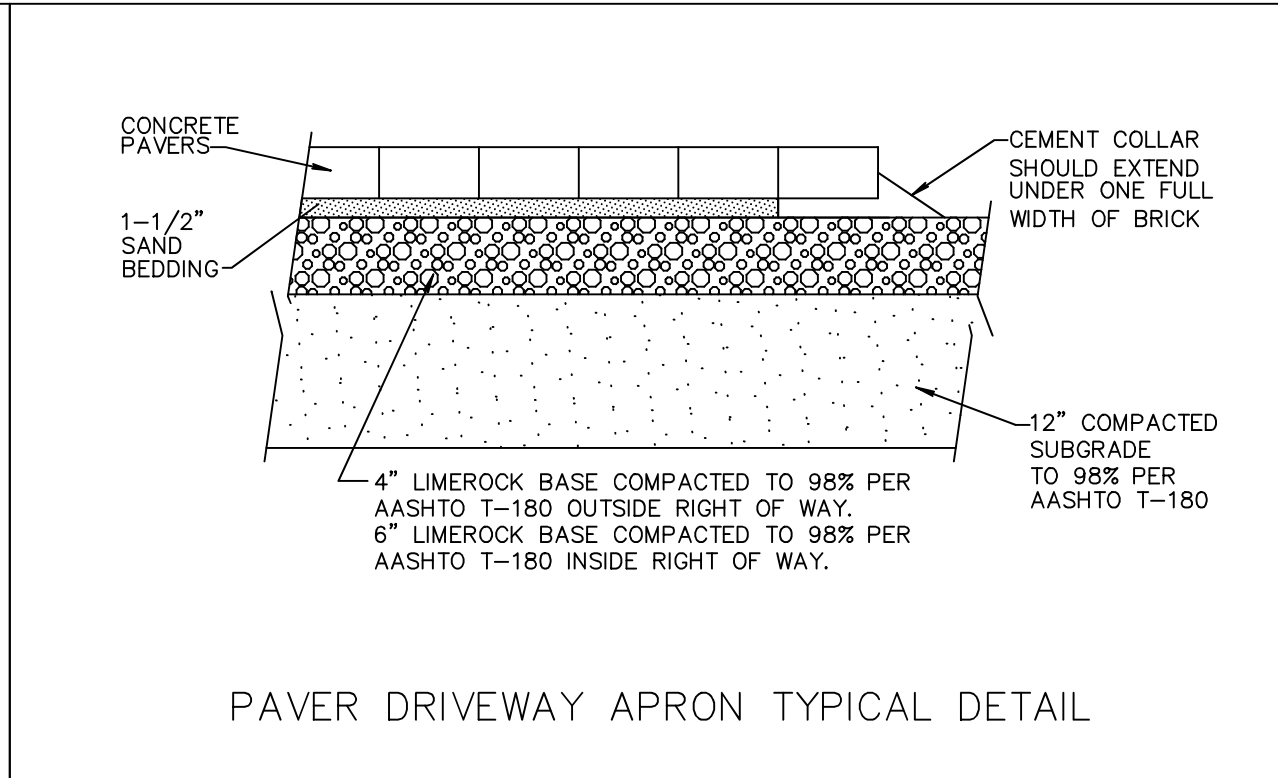 CONCRETE
PAVERS
1-1/2"
SAND
BEDDING
CEMENT COLLAR
SHOULD EXTEND
UNDER ONE FULL
WIDTH OF BRICK
12" COMPACTED
SUBGRADE
TO 98% PER
AASHTO T-180
4" LIMEROCK BASE COMPACTED TO 98% PER
AASHTO T-180 OUTSIDE RIGHT OF WAY.
6" LIMEROCK BASE COMPACTED TO 98% PER
AASHTO T-180 INSIDE RIGHT OF WAY.
PAVER DRIVEWAY APRON TYPICAL DETAIL